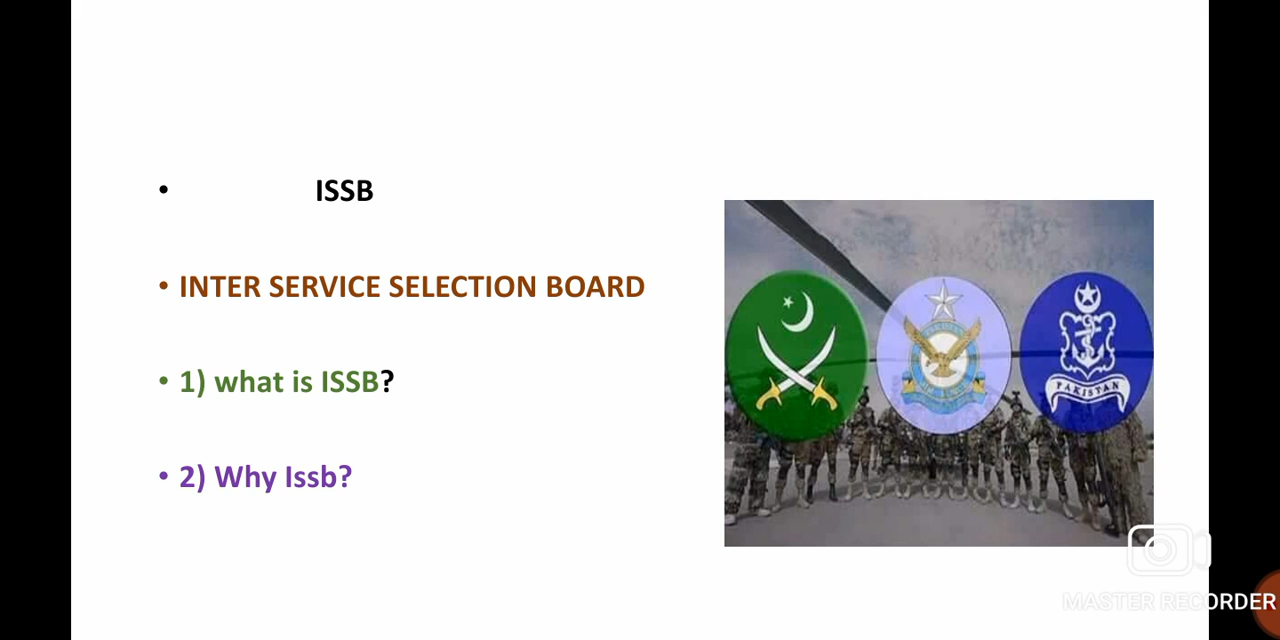 • ISSB
• INTER SERVICE SELECTION BOARD
• 1) what is ISSB?
• 2) Why Issb?
PAKISTAN
MASTER RECORDER